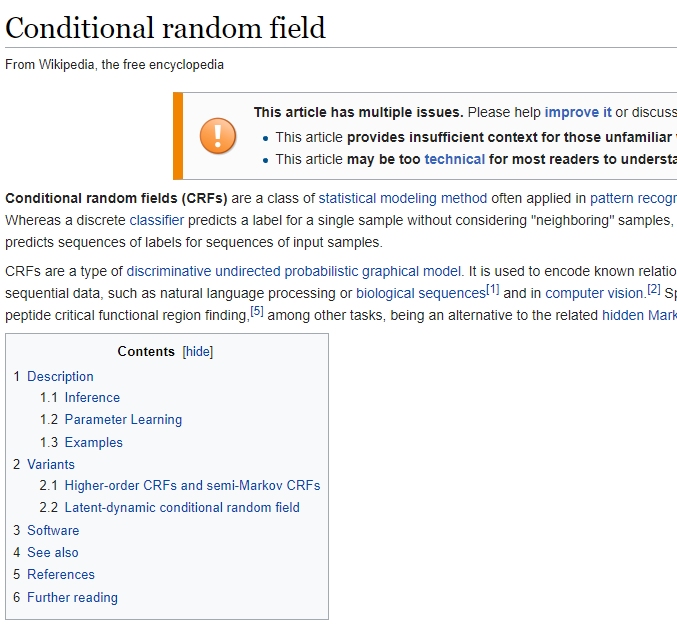 Conditional random field
From Wikipedia, the free encyclopedia
This article has multiple issues. Please help improve it or discuss
This article provides insufficient context for those unfamiliar
This article may be too technical for most readers to understa
Conditional random fields (CRFs) are a class of statistical modeling method often applied in pattern recogr
Whereas a discrete classifier predicts a label for a single sample without considering "neighboring" samples,
predicts sequences of labels for sequences of input samples.
CRFs are a type of discriminative undirected probabilistic graphical model. It is used to encode known relatio
sequential data, such as natural language processing or biological sequences[1] and in computer vision.[2] Sp
peptide critical functional region finding,[5] among other tasks, being an alternative to the related hidden Mark
Contents [hide]
1 Description
1.1 Inference
1.2 Parameter Learning
1.3 Examples
2 Variants
2.1 Higher-order CRFs and semi-Markov CRFs
2.2 Latent-dynamic conditional random field
3 Software
4 See also
5 References
6 Further reading